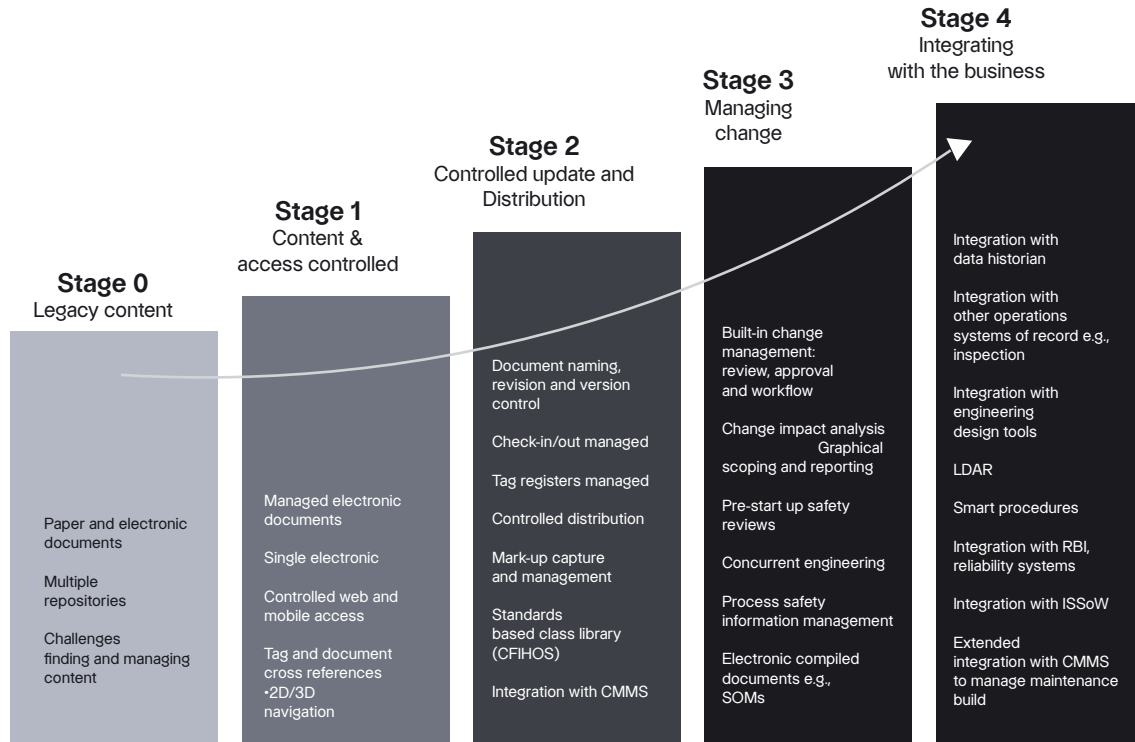 Stage 0
Legacy content
Paper and electronic
documents
Multiple
repositories
Challenges
finding and managing
content
Stage 1
Content &
access controlled
Managed electronic
documents
Single electronic
Controlled web and
mobile access
Tag and document
cross references
•2D/3D
navigation
Stage 2
Controlled update and
Distribution
Document naming,
revision and version
control
Check-in/out managed
Tag registers managed
Controlled distribution
Mark-up capture
and management
Standards
based class library
(CFIHOS)
Integration with CMMS
Stage 3
Managing
change
Built-in change
management:
review, approval
and workflow
Change impact analysis
Graphical
scoping and reporting
Pre-start up safety
reviews
Concurrent engineering
Process safety
information management
Electronic compiled
documents e.g.,
SOMs
Stage 4
Integrating
with the business
Integration with
data historian
Integration with
other operations
systems of record e.g.,
inspection
Integration with
engineering
design tools
LDAR
Smart procedures
Integration with RBI,
reliability systems
Integration with ISSoW
Extended
integration with CMMS
to manage maintenance
build